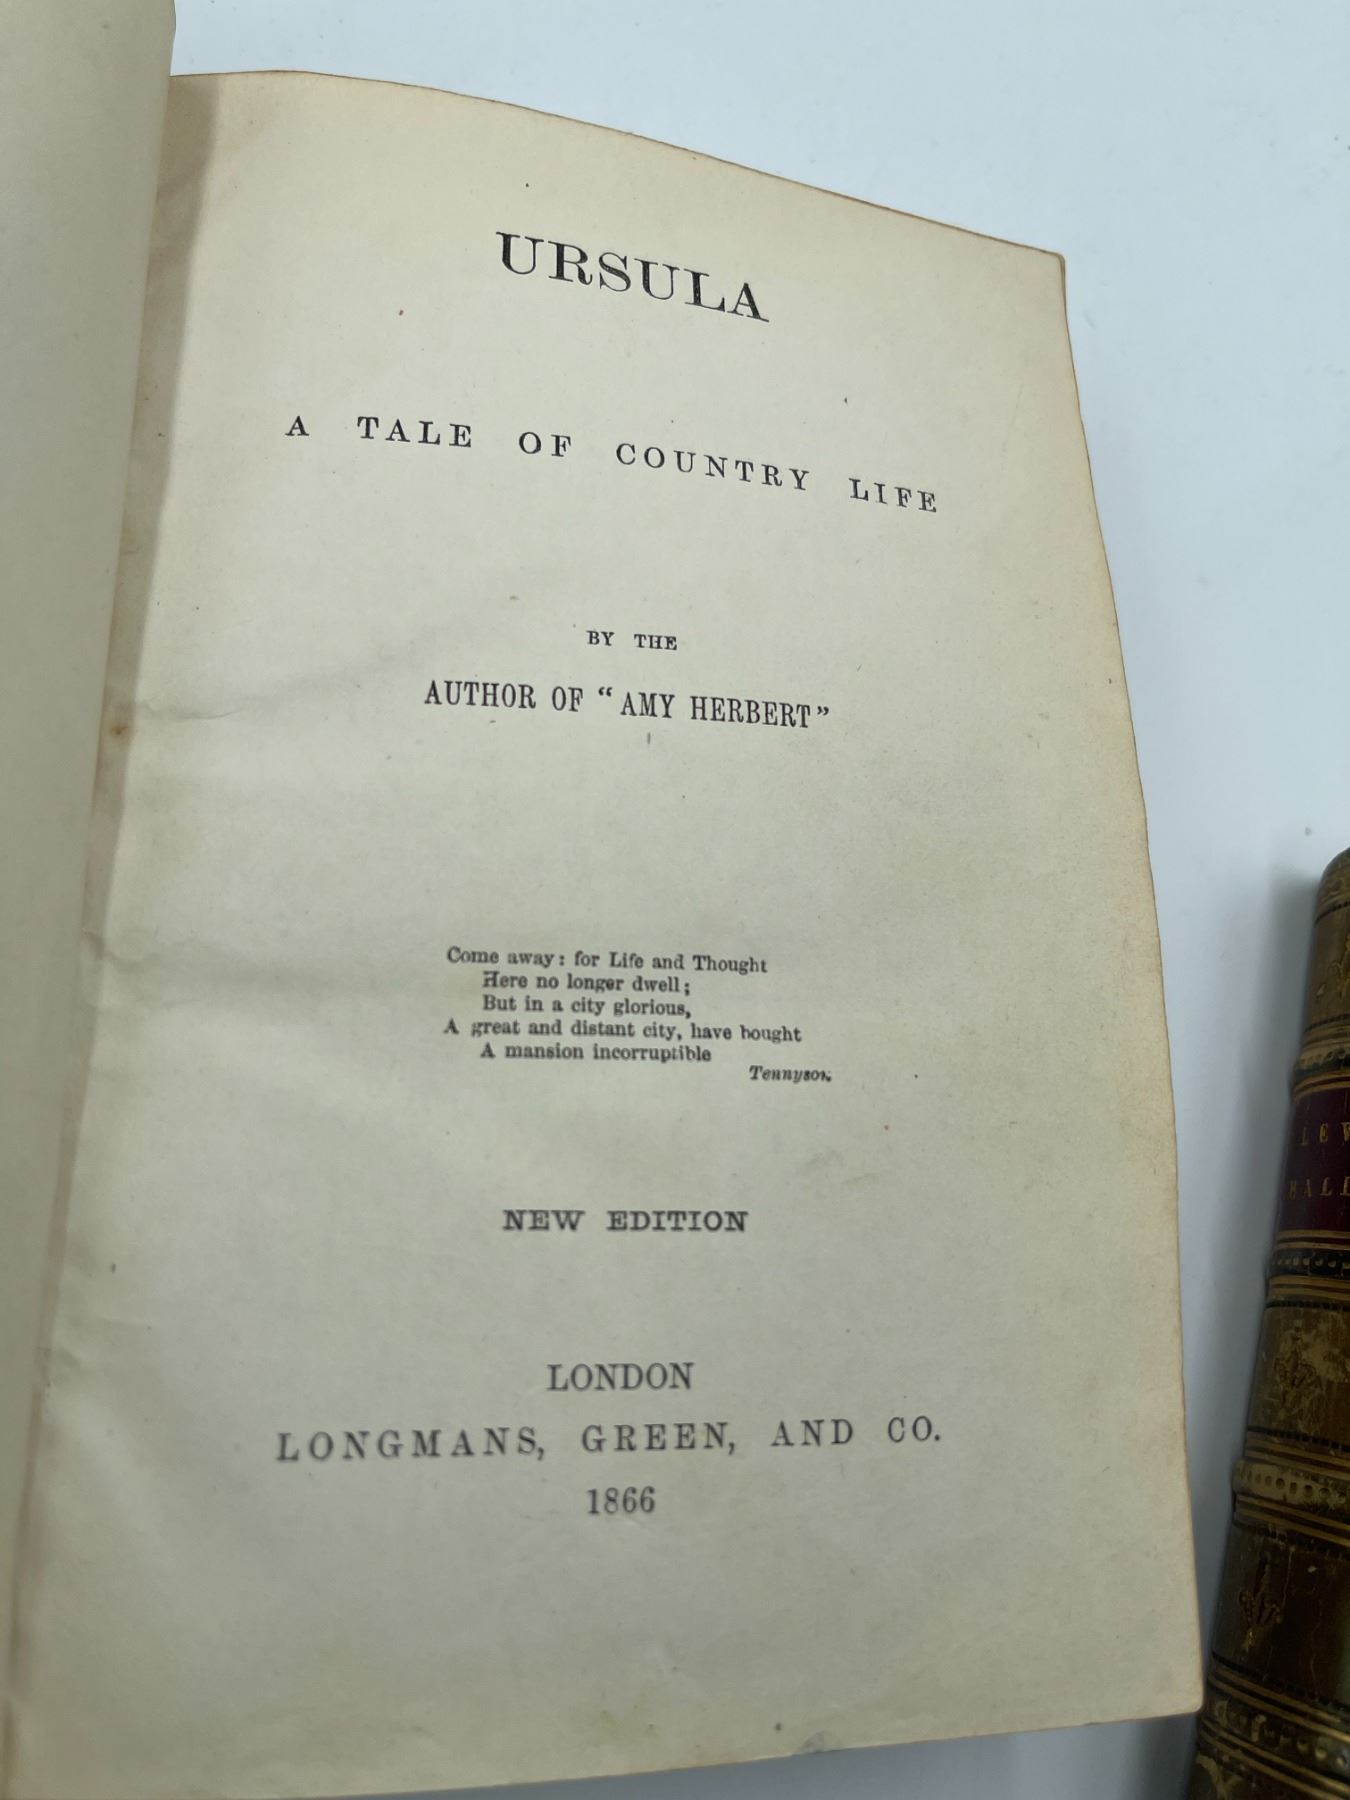 URSULA
A TALE OF COUNTRY LIFE
BY THE
AUTHOR OF "AMY HERBERT"
Come away: for Life and Thought
Here no longer dwell;
But in a city glorious,
A great and distant city, have bought
A mansion incorruptible
Tennyson.
NEW EDITION
LONDON
LONGMANS, GREEN, AND CO.
1866